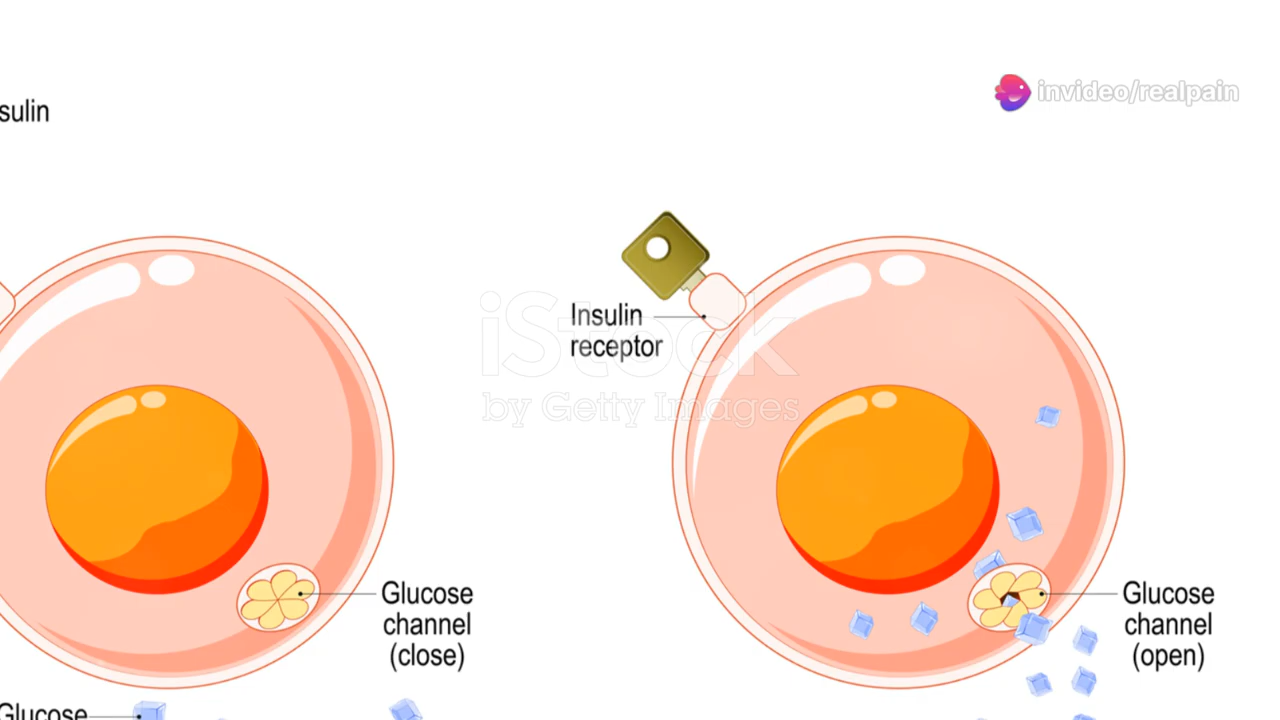 invideo/realpain
sulin
Insulin
receptor
iStock
by Getty Images
Glucose
channel
(close)
Glucose
channel
(open)
Glucose